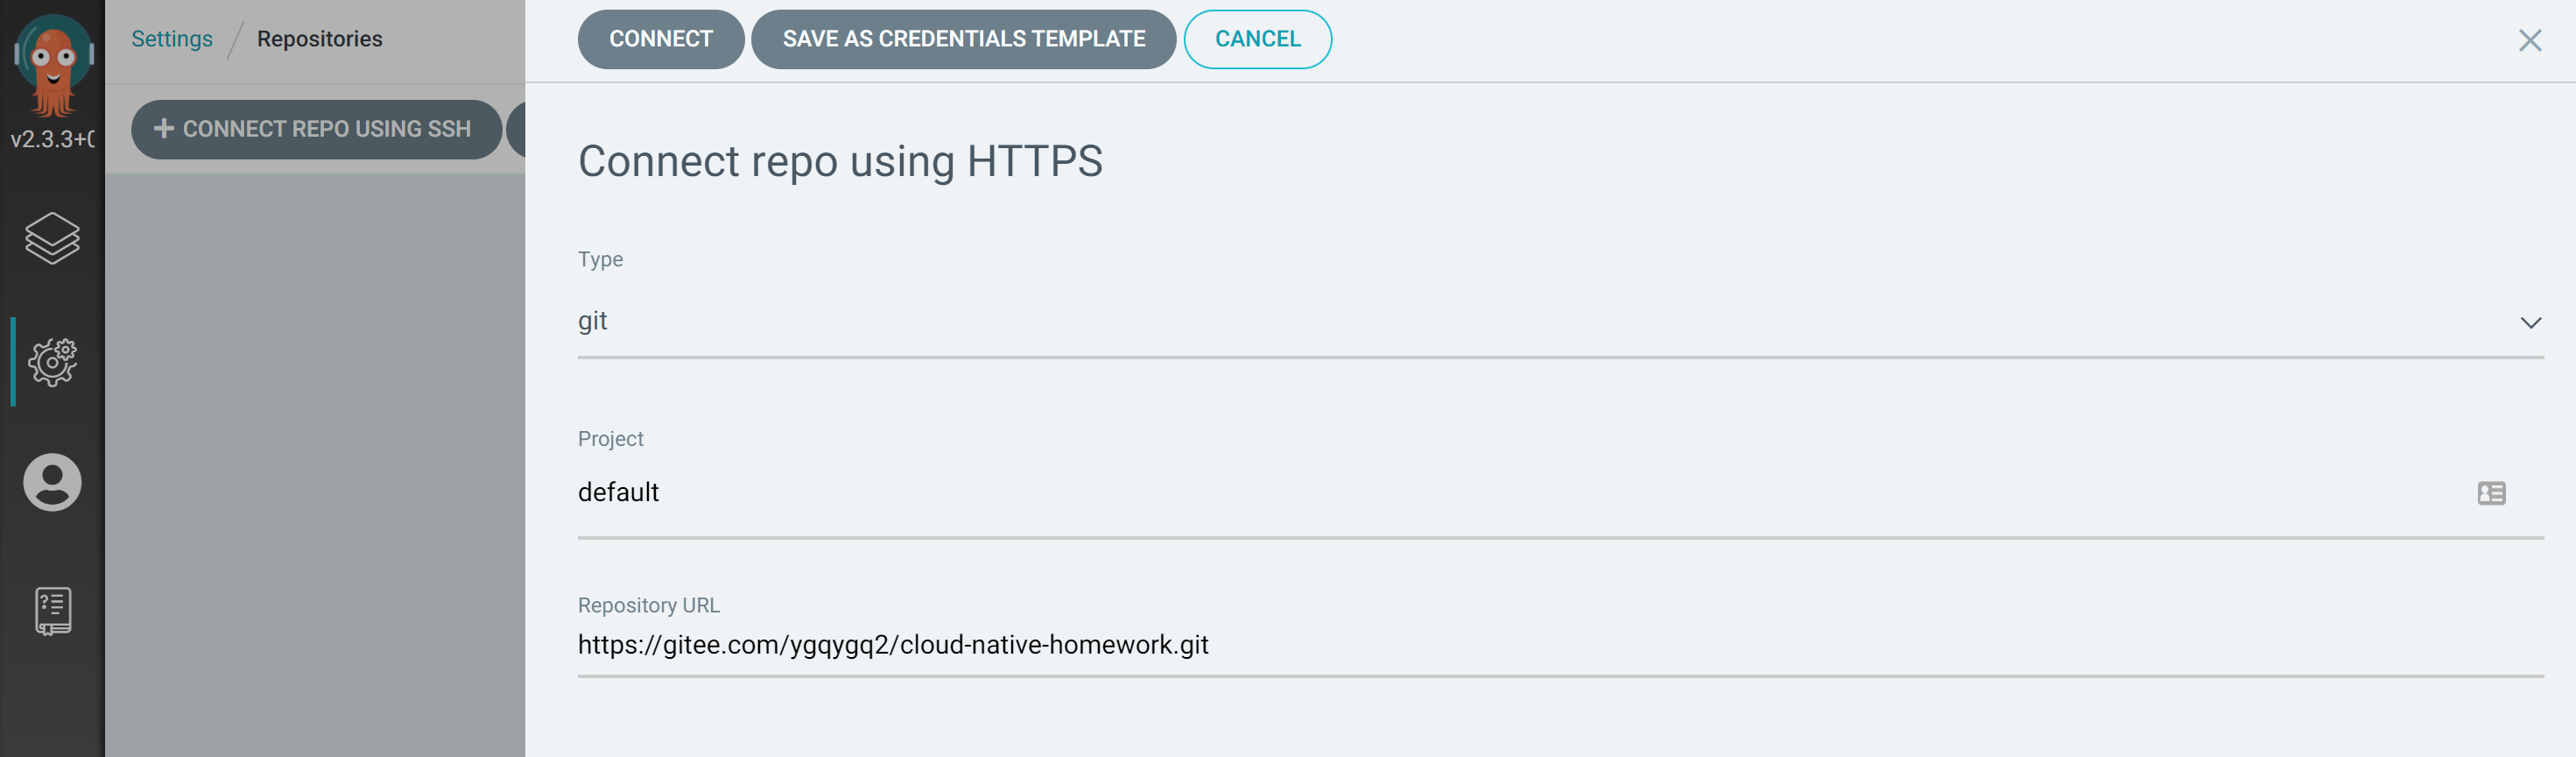 v2.3.3+0
Settings / Repositories
CONNECT REPO USING SSH
CONNECT
SAVE AS CREDENTIALS TEMPLATE
CANCEL
Connect repo using HTTPS
Type
git
Project
default
Repository URL
https://gitee.com/ygqygq2/cloud-native-homework.git